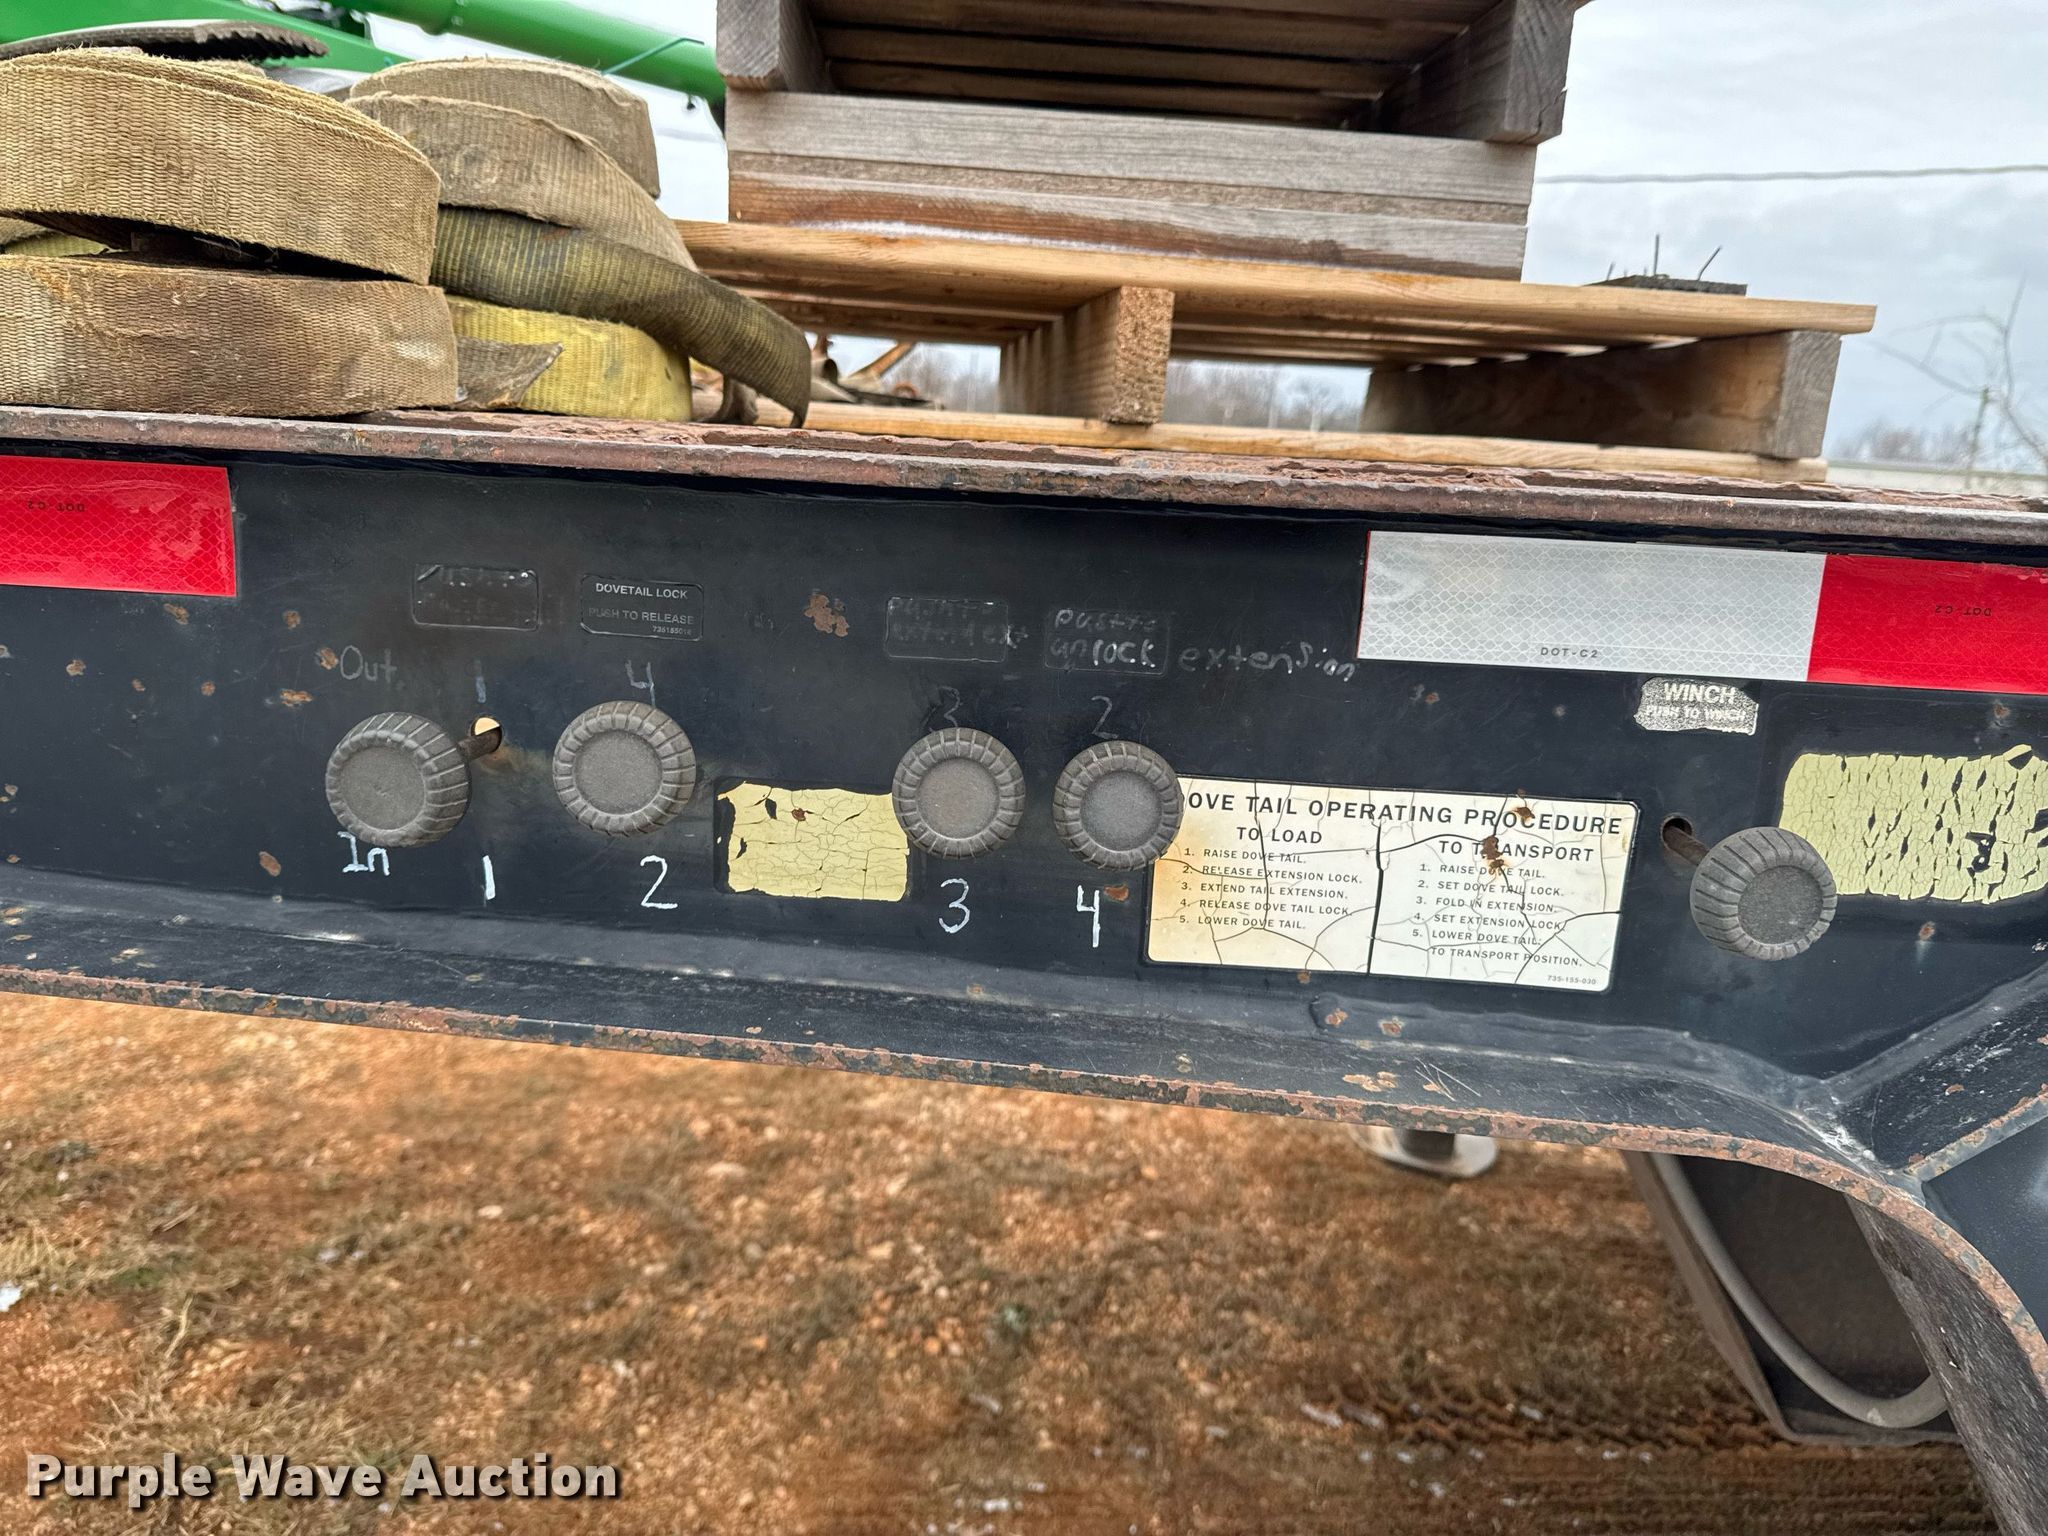 DOT-C2
DOVETAIL LOCK
PUSH TO RELEASE
push to
unlock extension
DOT-C2
DOT-C2
Out
1
4
3
2
WINCH
PUSH TO WINCH
In
1
2
3
4
DOVE TAIL OPERATING PROCEDURE
TO LOAD
1. RAISE DOVE TAIL.
2. RELEASE EXTENSION LOCK.
3. EXTEND TAIL EXTENSION.
4. RELEASE DOVE TAIL LOCK.
5. LOWER DOVE TAIL.
TO TRANSPORT
1. RAISE DOVE TAIL.
2. SET DOVE TAIL LOCK.
3. FOLD IN EXTENSION.
4. SET EXTENSION LOCK.
5. LOWER DOVE TAIL.
TO TRANSPORT POSITION.
735-155-030
Purple Wave Auction